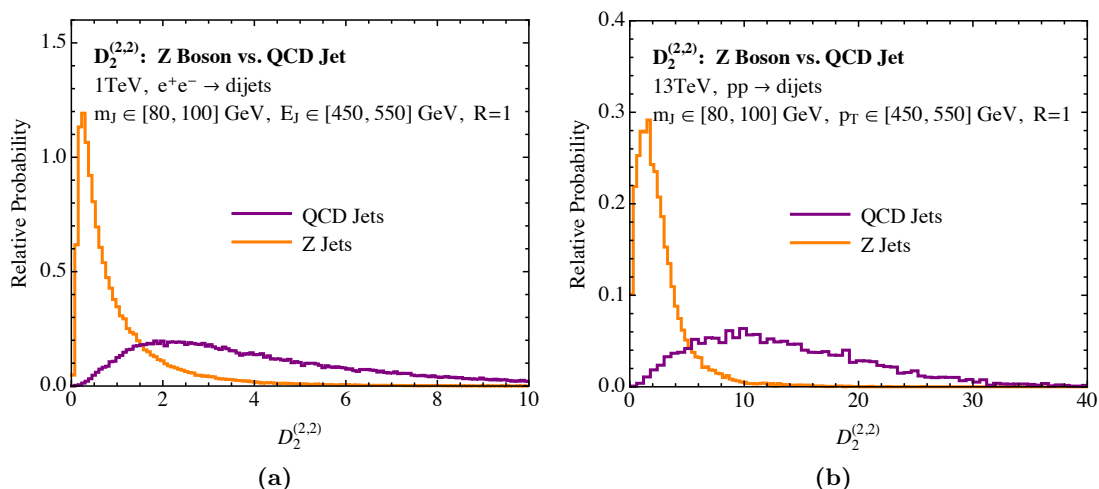 D₂⁽²,²⁾: Z Boson vs. QCD Jet
1TeV, e⁺e⁻ → dijets
m_J ∈ [80, 100] GeV, E_J ∈ [450, 550] GeV, R=1
QCD Jets
Z Jets
Relative Probability
1.5
1.0
0.5
0.0
0 2 4 6 8 10
D₂⁽²,²⁾
(a)
D₂⁽²,²⁾: Z Boson vs. QCD Jet
13TeV, pp → dijets
m_J ∈ [80, 100] GeV, p_T ∈ [450, 550] GeV, R=1
QCD Jets
Z Jets
Relative Probability
0.4
0.3
0.2
0.1
0.0
0 10 20 30 40
D₂⁽²,²⁾
(b)